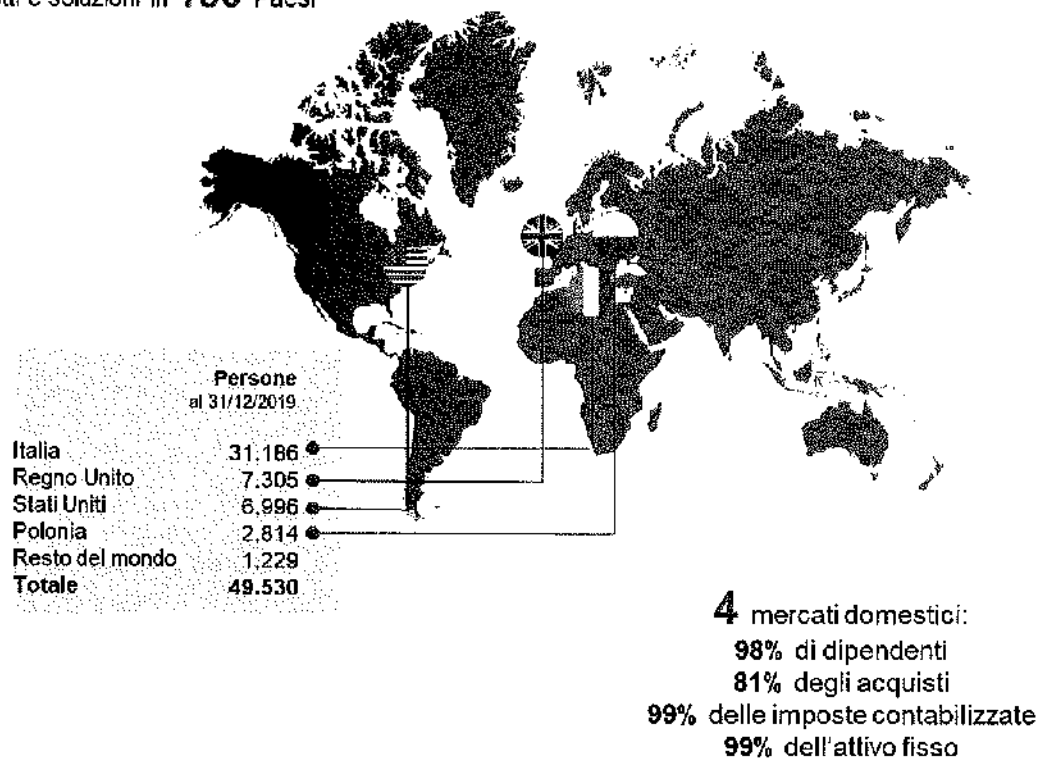 e soluzioni in
Persone
al 31/12/2019
Italia 31.186
Regno Unito 7.305
Stati Uniti 6.996
Polonia 2.814
Resto del mondo 1.229
Totale 49.530
4 mercati domestici:
98% di dipendenti
81% degli acquisti
99% delle imposte contabilizzate
99% dell'attivo fisso